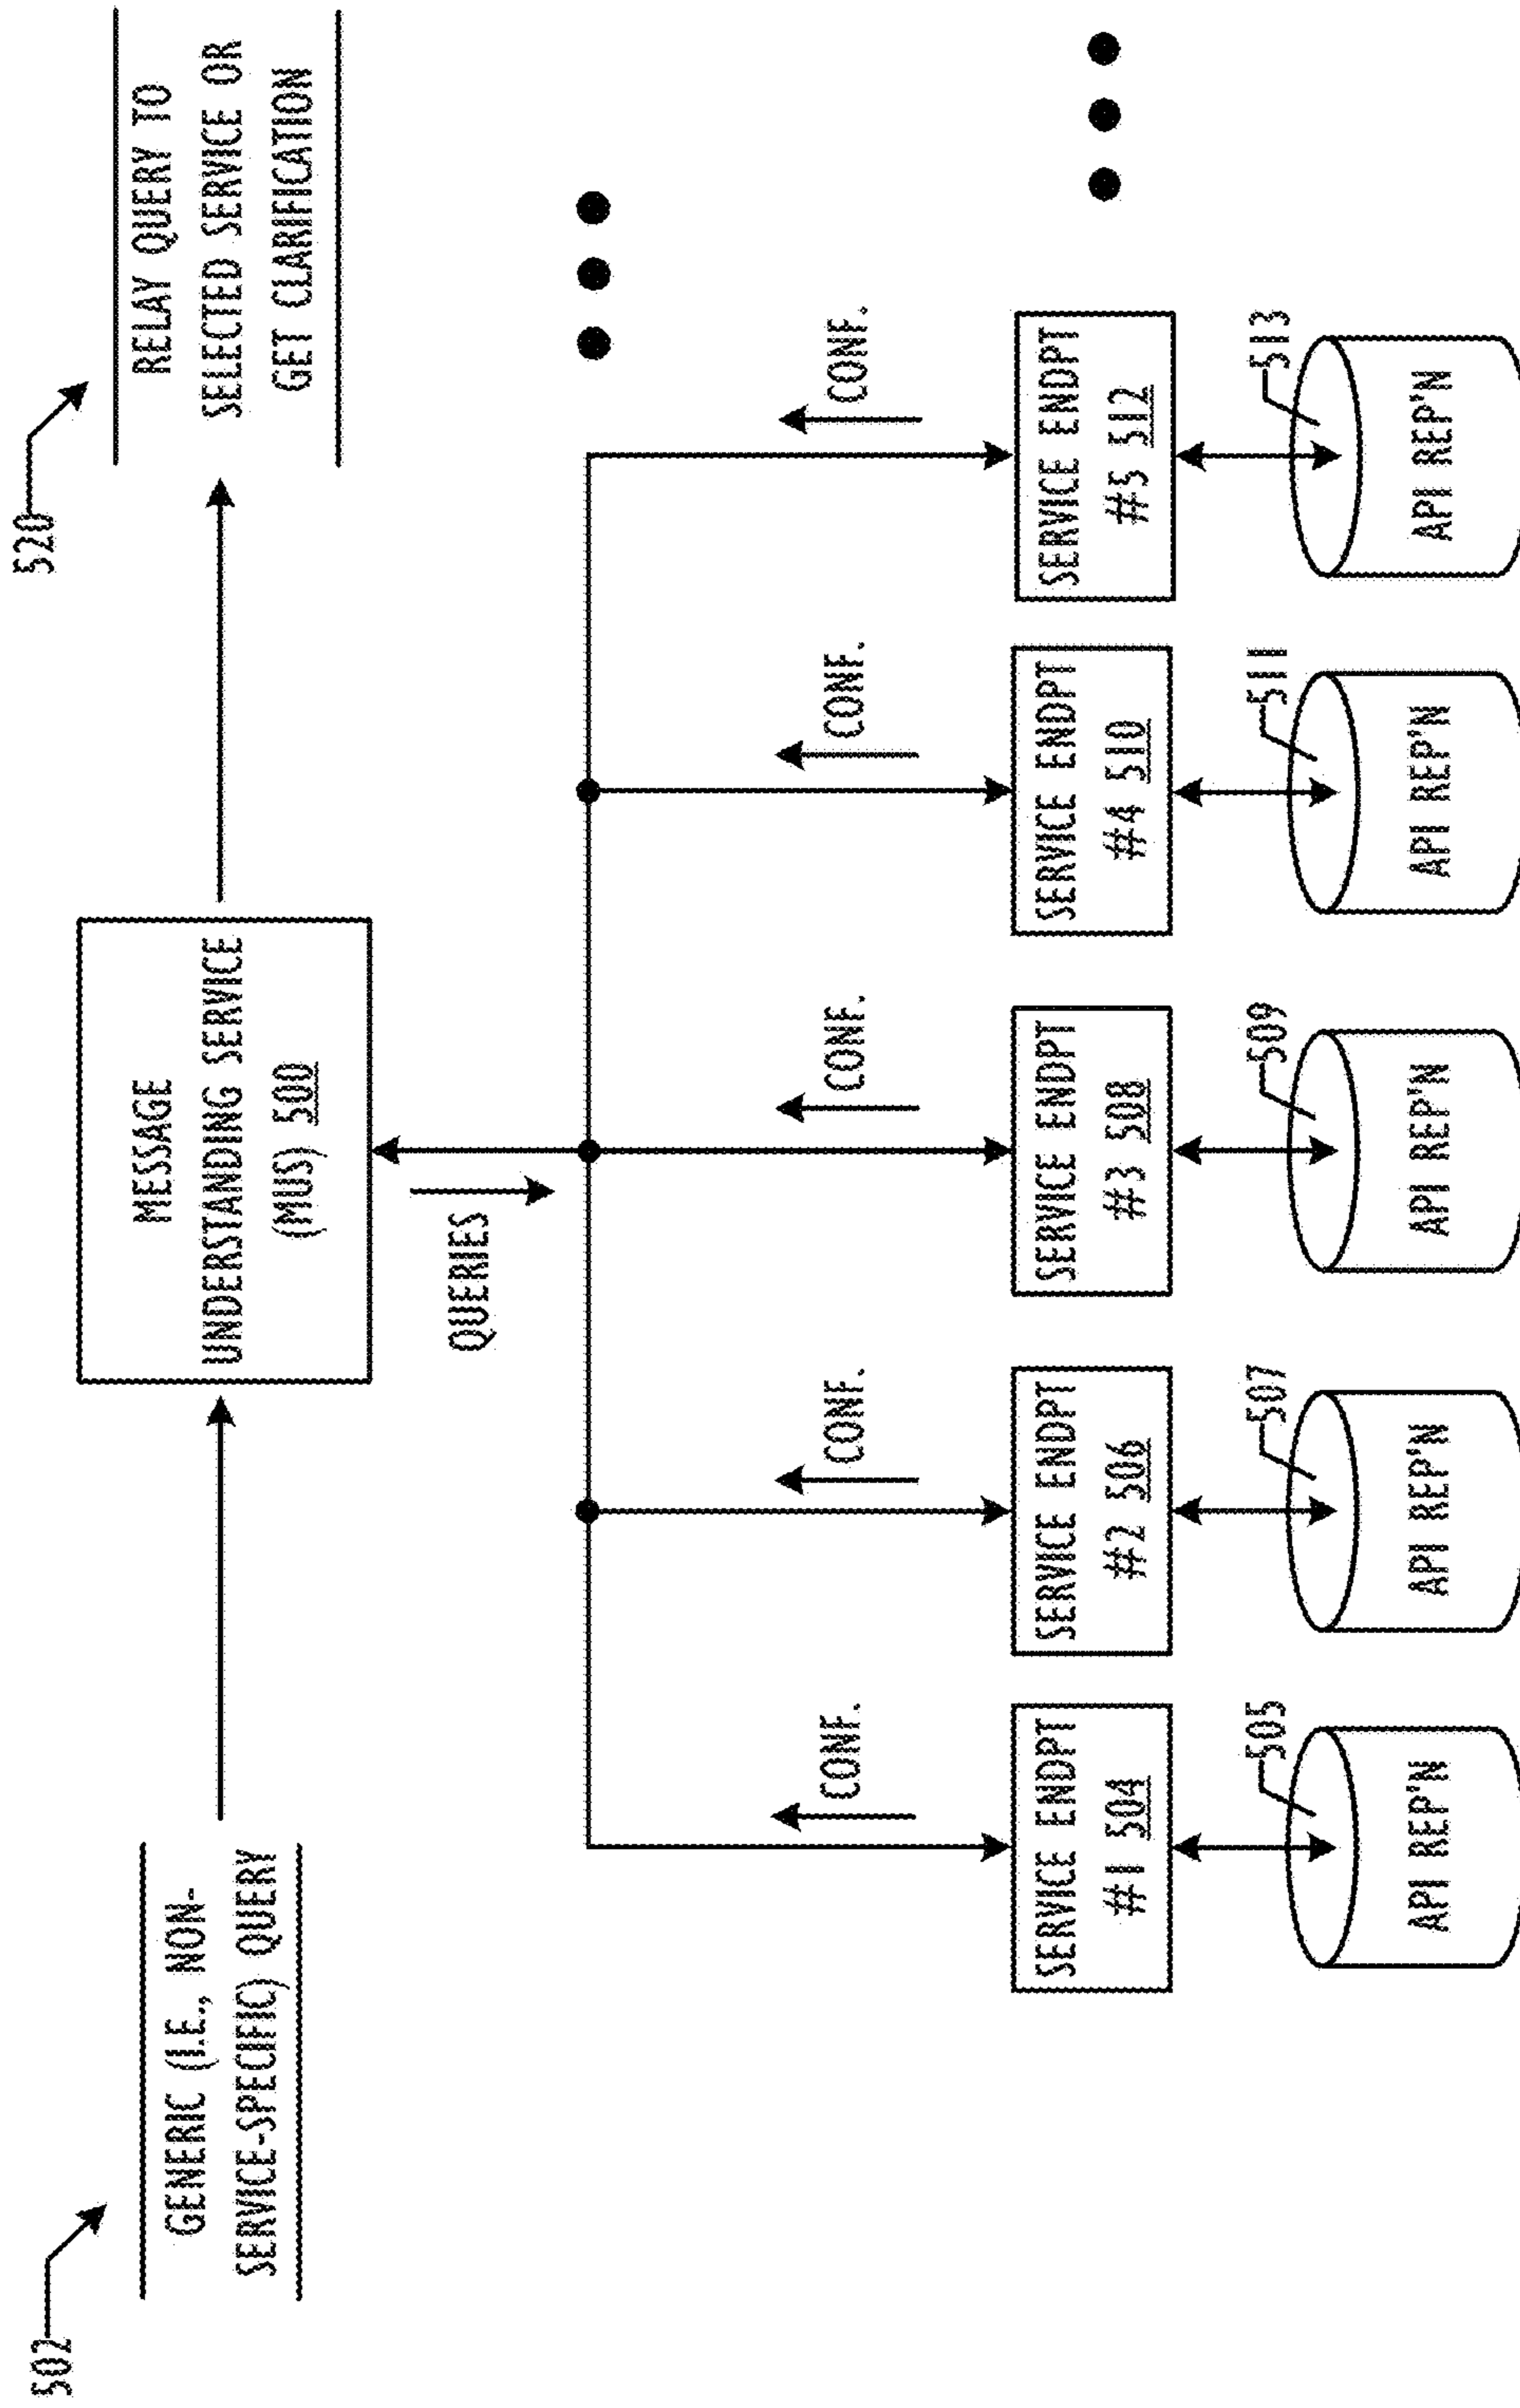 502
GENERIC (I.E., NON-
SERVICE-SPECIFIC) QUERY
MESSAGE
UNDERSTANDING SERVICE
(MUS) 500
520
RELAY QUERY TO
SELECTED SERVICE OR
GET CLARIFICATION
QUERIES
CONF.
CONF.
CONF.
CONF.
CONF.
SERVICE ENDPT
#1 504
SERVICE ENDPT
#2 506
SERVICE ENDPT
#3 508
SERVICE ENDPT
#4 510
SERVICE ENDPT
#5 512
505
507
509
511
513
API REP'N
API REP'N
API REP'N
API REP'N
API REP'N